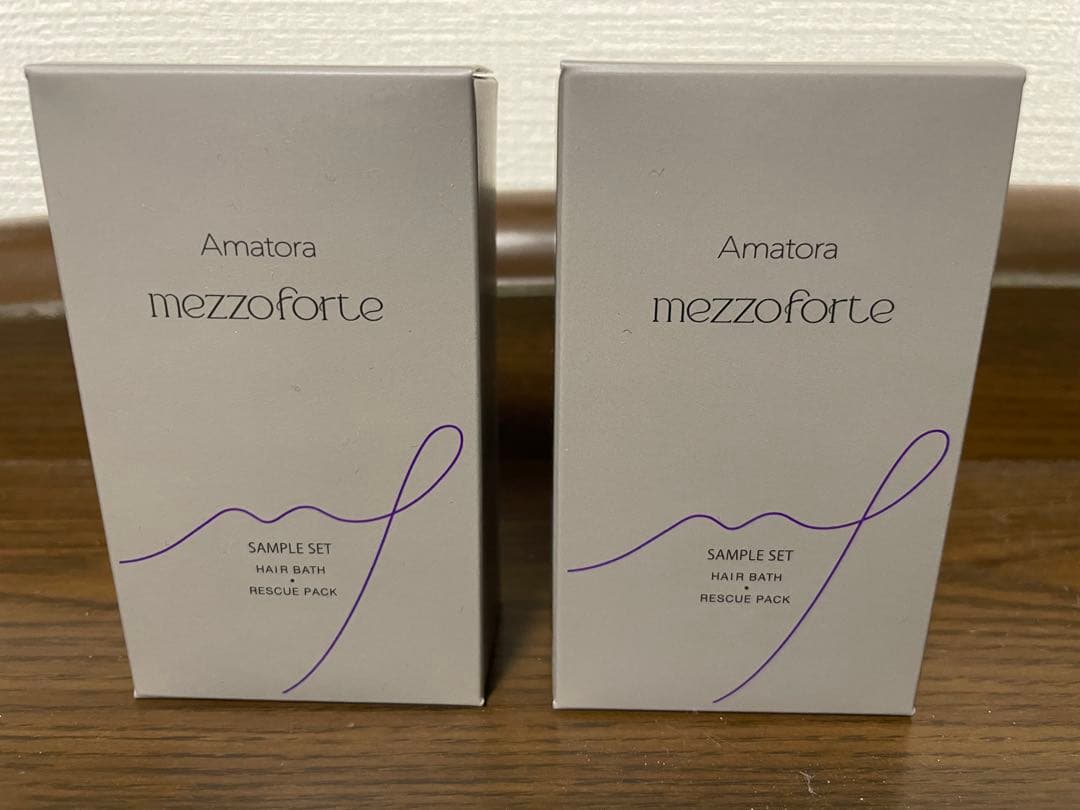 Amatora
mezzoforte
SAMPLE SET
HAIR BATH
•
RESCUE PACK
Amatora
mezzoforte
SAMPLE SET
HAIR BATH
•
RESCUE PACK